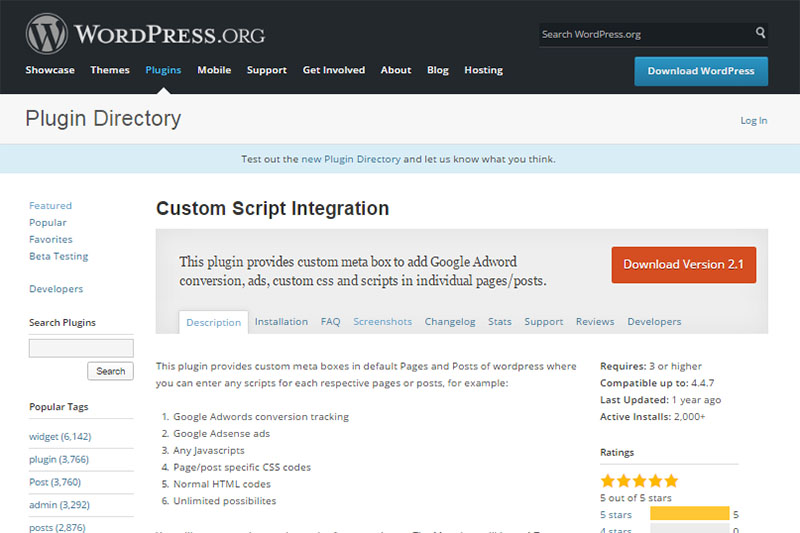 WORDPRESS.ORG
Search WordPress.org
Showcase Themes Plugins Mobile Support Get Involved About Blog Hosting
Download WordPress
Plugin Directory
Log In
Test out the new Plugin Directory and let us know what you think.
Featured
Popular
Favorites
Beta Testing
Developers
Search Plugins
Search
Popular Tags
widget (6,142)
plugin (3,766)
Post (3,760)
admin (3,292)
posts (2,876)
Custom Script Integration
This plugin provides custom meta box to add Google Adword
conversion, ads, custom css and scripts in individual pages/posts.
Download Version 2.1
Description Installation FAQ Screenshots Changelog Stats Support Reviews Developers
This plugin provides custom meta boxes in default Pages and Posts of wordpress where
you can enter any scripts for each respective pages or posts, for example:
1. Google Adwords conversion tracking
2. Google Adsense ads
3. Any Javascripts
4. Page/post specific CSS codes
5. Normal HTML codes
6. Unlimited possibilites
Requires: 3 or higher
Compatible up to: 4.4.7
Last Updated: 1 year ago
Active Installs: 2,000+
Ratings
5 out of 5 stars
5 stars 5
4 stars 0